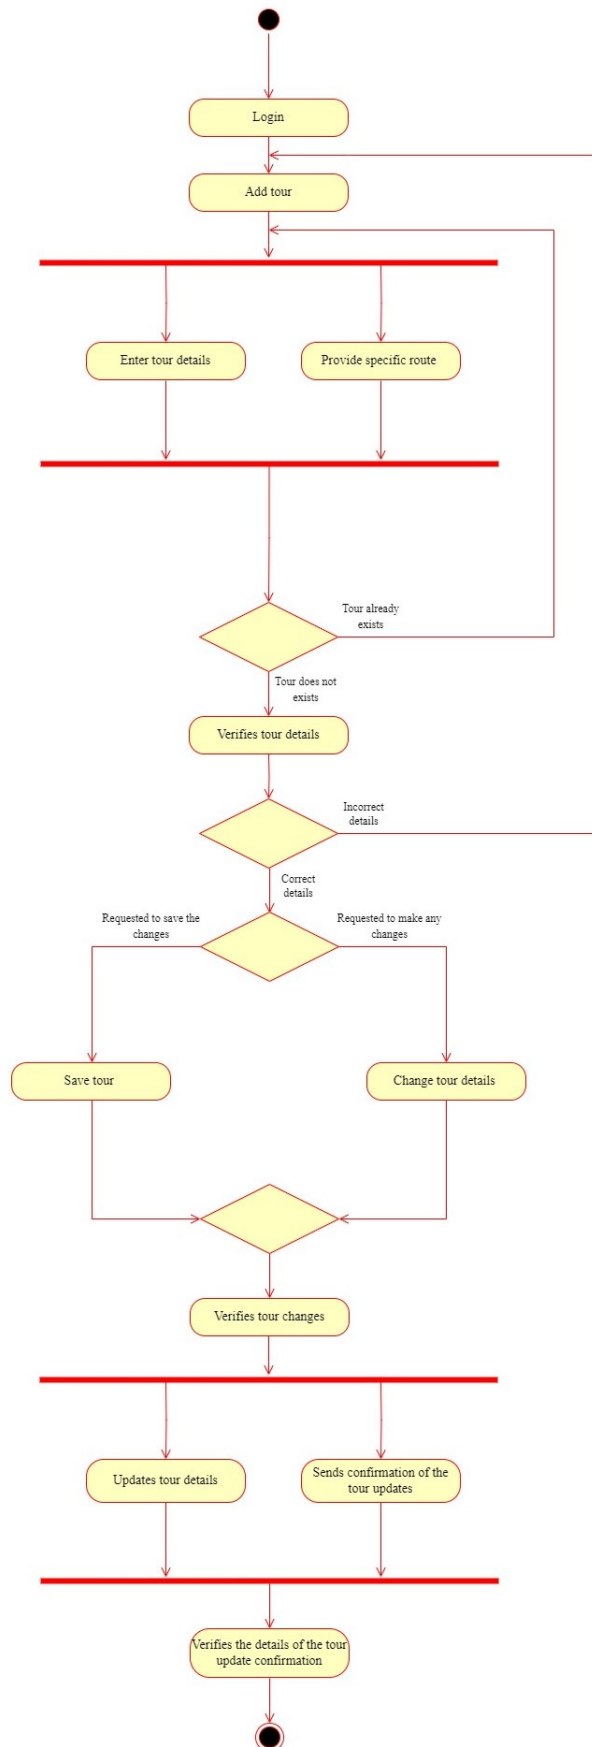 Login
Add tour
Enter tour details
Provide specific route
Tour already
exists
Tour does not
exists
Verifies tour details
Incorrect
details
Correct
details
Requested to save the
changes
Requested to make any
changes
Save tour
Change tour details
Verifies tour changes
Updates tour details
Sends confirmation of the
tour updates
Verifies the details of the tour
update confirmation